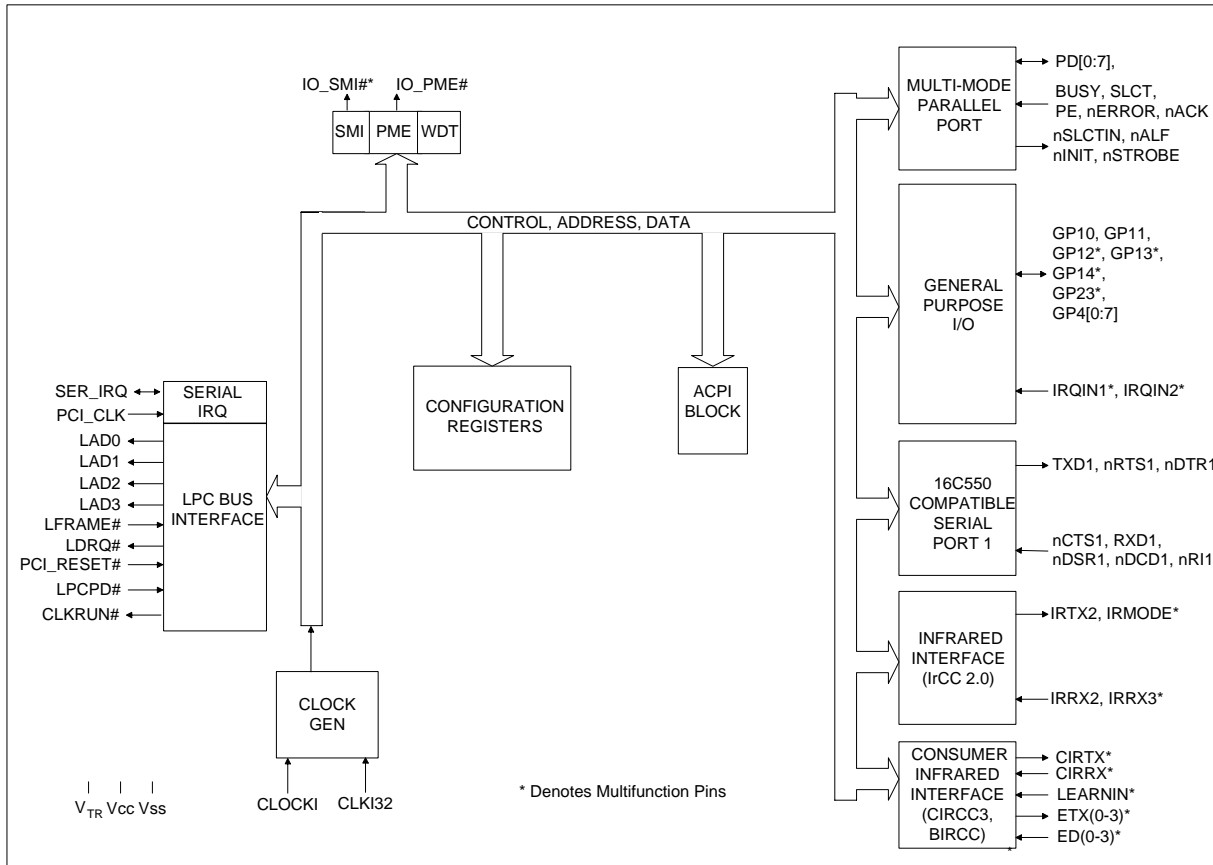 IO_SMI#*
IO_PME#
SMI
PME
WDT
CONTROL, ADDRESS, DATA
MULTI-MODE
PARALLEL
PORT
PD[0:7],
BUSY, SLCT,
PE, nERROR, nACK
nSLCTIN, nALF
nINIT, nSTROBE
GENERAL
PURPOSE
I/O
GP10, GP11,
GP12*, GP13*,
GP14*,
GP23*,
GP4[0:7]
IRQIN1*, IRQIN2*
SER_IRQ
PCI_CLK
SERIAL
IRQ
LAD0
LAD1
LAD2
LAD3
LFRAME#
LDRQ#
PCI_RESET#
LPCPD#
CLKRUN#
LPC BUS
INTERFACE
CONFIGURATION
REGISTERS
ACPI
BLOCK
16C550
COMPATIBLE
SERIAL
PORT 1
TXD1, nRTS1, nDTR1
nCTS1, RXD1,
nDSR1, nDCD1, nRI1
INFRARED
INTERFACE
(IrCC 2.0)
IRTX2, IRMODE*
IRRX2, IRRX3*
CLOCK
GEN
CLOCKI
CLKI32
VTR Vcc Vss
* Denotes Multifunction Pins
CONSUMER
INFRARED
INTERFACE
(CIRCC3,
BIRCC)
CIRTX*
CIRRX*
LEARNIN*
ETX(0-3)*
ED(0-3)*
*